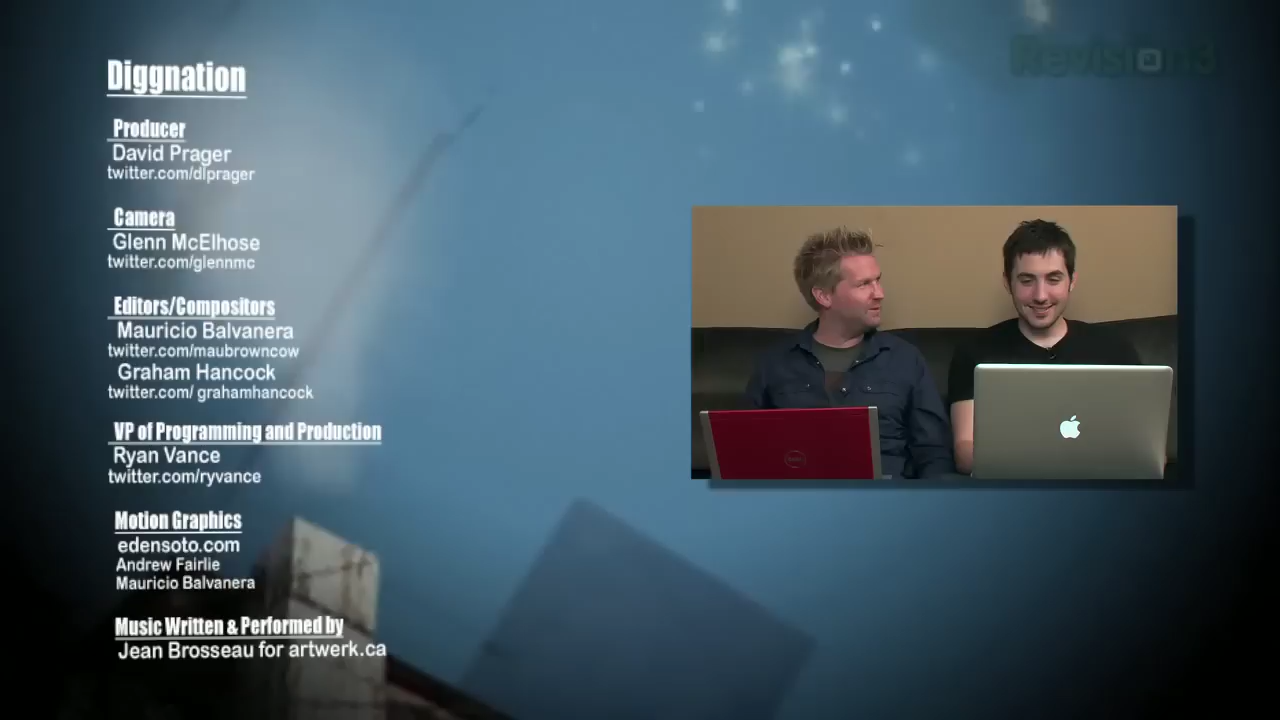 Diggnation
Revision3
Producer
David Prager
twitter.com/dlprager
Camera
Glenn McElhose
twitter.com/glennmc
Editors/Compositors
Mauricio Balvanera
twitter.com/maubrowncow
Graham Hancock
twitter.com/ grahamhancock
VP of Programming and Production
Ryan Vance
twitter.com/ryvance
Motion Graphics
edensoto.com
Andrew Fairlie
Mauricio Balvanera
Music Written & Performed by
Jean Brosseau for artwerk.ca
DELL